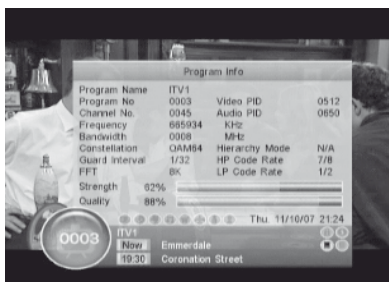 Program Info
Program Name ITV1
Program No 0003 Video PID 0512
Channel No. 0045 Audio PID 0650
Frequency 665934 KHz
Bandwidth 0008 MHz
Constellation QAM64 Hierarchy Mode N/A
Guard Interval 1/32 HP Code Rate 7/8
FFT 8K LP Code Rate 1/2
Strength 62%
Quality 88%
Thu. 11/10/07 21:24
0003 ITV1
Now Emmerdale
19:30 Coronation Street